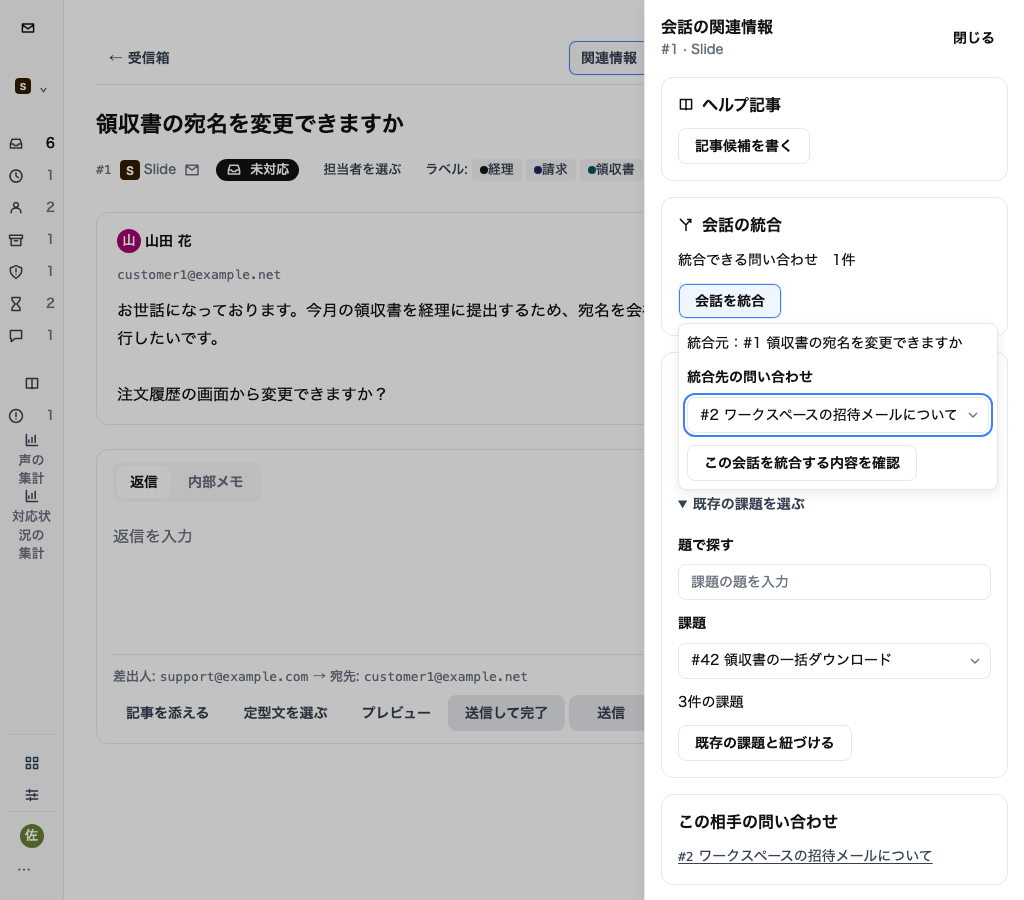 S
6
1
2
1
1
2
1
1
声の
集計
対応状
況の
集計
佐
…
← 受信箱
関連情報
領収書の宛名を変更できますか
#1 S Slide 未対応 担当者を選ぶ ラベル: 経理 請求 領収書
山 山田 花
customer1@example.net
お世話になっております。今月の領収書を経理に提出するため、宛名を会
行したいです。
注文履歴の画面から変更できますか？
返信 内部メモ
返信を入力
差出人: support@example.com → 宛先: customer1@example.net
記事を添える 定型文を選ぶ プレビュー 送信して完了 送信
会話の関連情報
#1 · Slide
閉じる
ヘルプ記事
記事候補を書く
会話の統合
統合できる問い合わせ 1件
会話を統合
統合元：#1 領収書の宛名を変更できますか
統合先の問い合わせ
#2 ワークスペースの招待メールについて
この会話を統合する内容を確認
▼ 既存の課題を選ぶ
題で探す
課題の題を入力
課題
#42 領収書の一括ダウンロード
3件の課題
既存の課題と紐づける
この相手の問い合わせ
#2 ワークスペースの招待メールについて